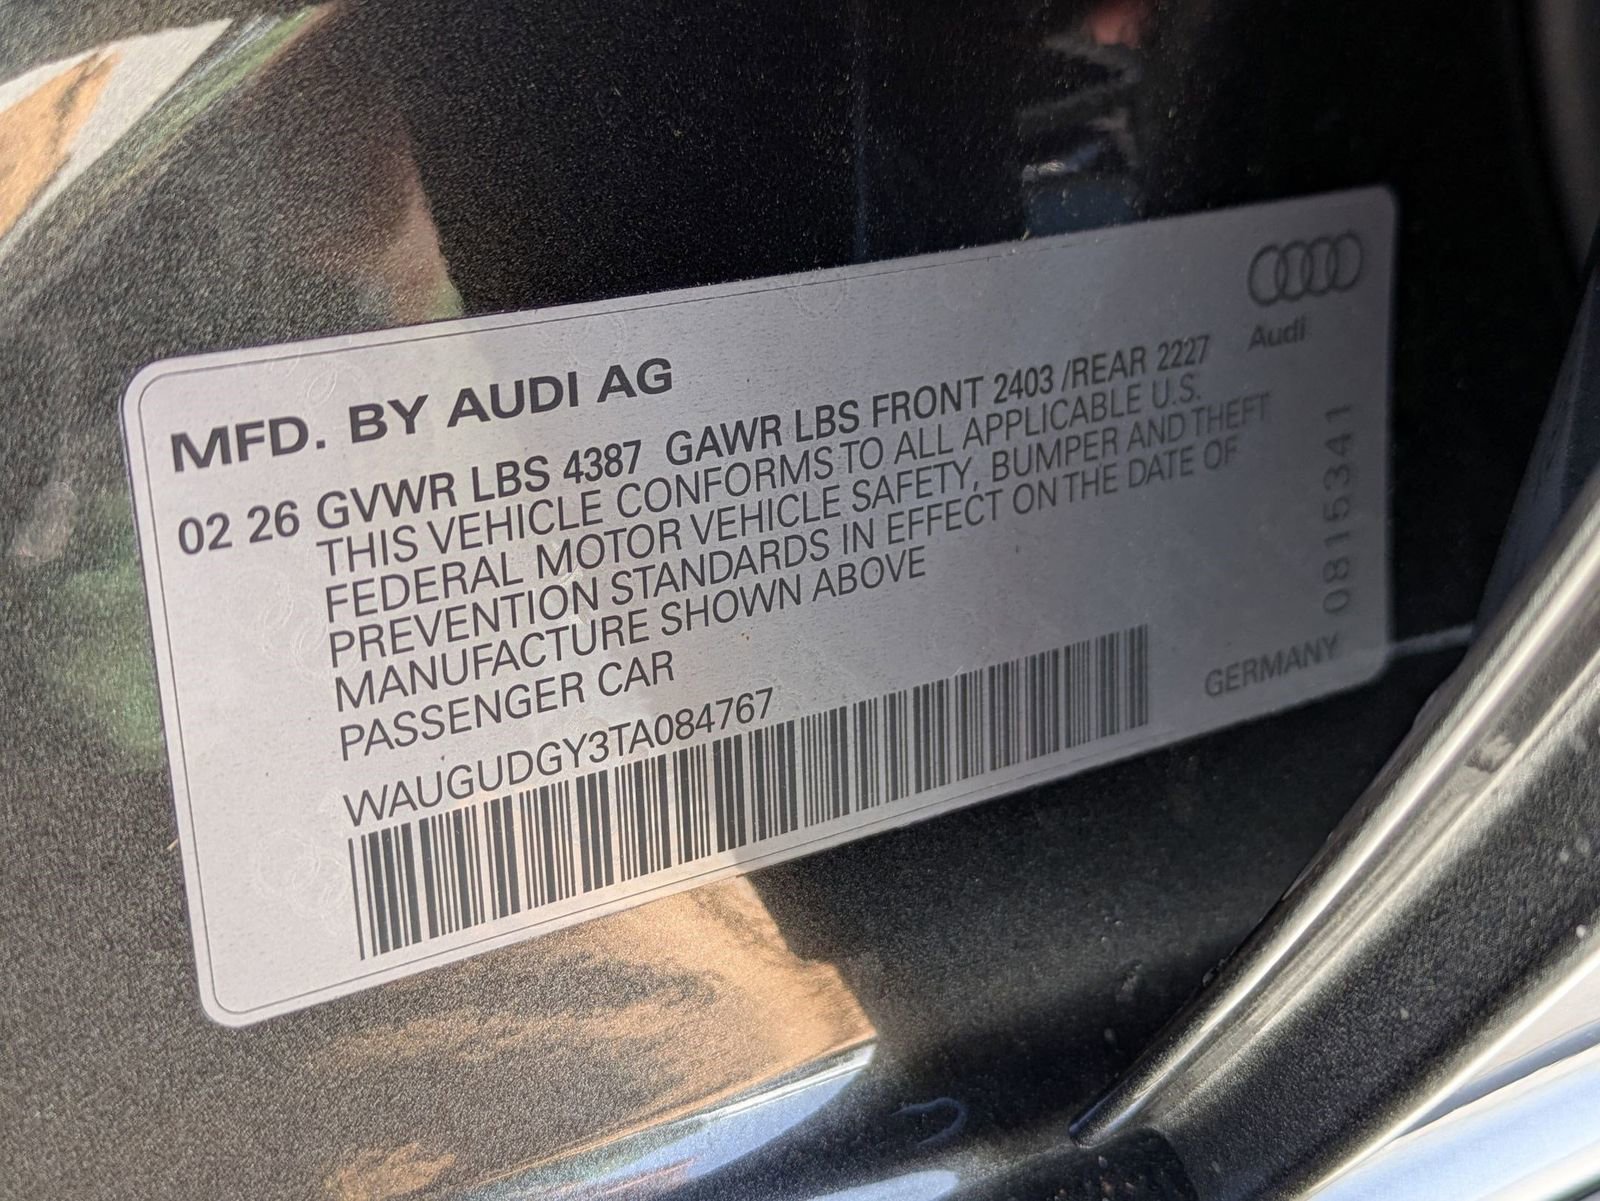 Audi
MFD. BY AUDI AG
02 26 GVWR LBS 4387 GAWR LBS FRONT 2403 /REAR 2227
THIS VEHICLE CONFORMS TO ALL APPLICABLE U.S.
FEDERAL MOTOR VEHICLE SAFETY, BUMPER AND THEFT
PREVENTION STANDARDS IN EFFECT ON THE DATE OF
MANUFACTURE SHOWN ABOVE
PASSENGER CAR
WAUGUDGY3TA084767
GERMANY
0815341